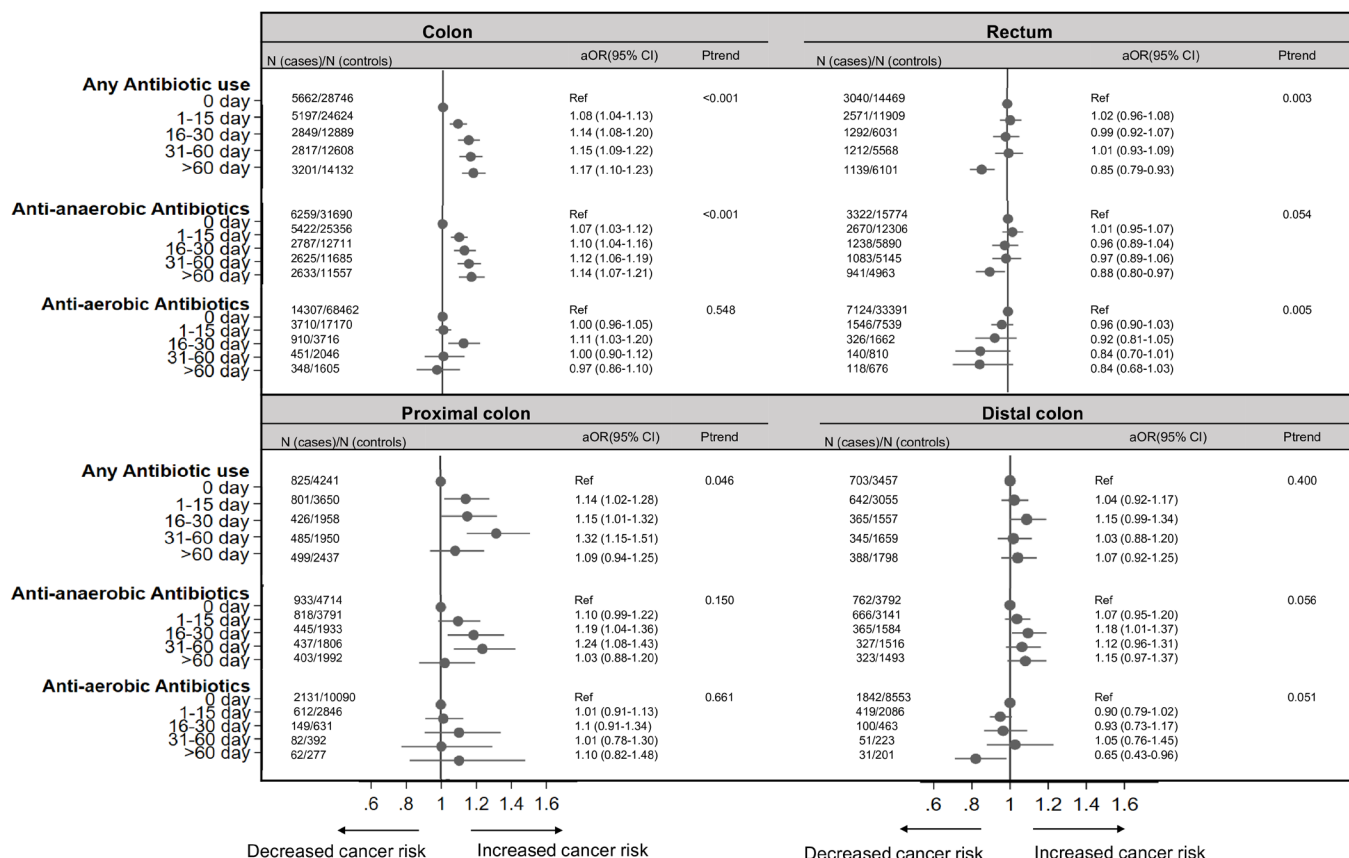 Colon Rectum
N (cases)/N (controls) aOR(95% CI) Ptrend N (cases)/N (controls) aOR(95% CI) Ptrend
Any Antibiotic use
0 day 5662/28746 Ref <0.001 3040/14469 Ref 0.003
1-15 day 5197/24624 1.08 (1.04-1.13) 2571/11909 1.02 (0.96-1.08)
16-30 day 2849/12889 1.14 (1.08-1.20) 1292/6031 0.99 (0.92-1.07)
31-60 day 2817/12608 1.15 (1.09-1.22) 1212/5568 1.01 (0.93-1.09)
>60 day 3201/14132 1.17 (1.10-1.23) 1139/6101 0.85 (0.79-0.93)
Anti-anaerobic Antibiotics
0 day 6259/31690 Ref <0.001 3322/15774 Ref 0.054
1-15 day 5422/25356 1.07 (1.03-1.12) 2670/12306 1.01 (0.95-1.07)
16-30 day 2787/12711 1.10 (1.04-1.16) 1238/5890 0.96 (0.89-1.04)
31-60 day 2625/11685 1.12 (1.06-1.19) 1083/5145 0.97 (0.89-1.06)
>60 day 2633/11557 1.14 (1.07-1.21) 941/4963 0.88 (0.80-0.97)
Anti-aerobic Antibiotics
0 day 14307/68462 Ref 0.548 7124/33391 Ref 0.005
1-15 day 3710/17170 1.00 (0.96-1.05) 1546/7539 0.96 (0.90-1.03)
16-30 day 910/3716 1.11 (1.03-1.20) 326/1662 0.92 (0.81-1.05)
31-60 day 451/2046 1.00 (0.90-1.12) 140/810 0.84 (0.70-1.01)
>60 day 348/1605 0.97 (0.86-1.10) 118/676 0.84 (0.68-1.03)
Proximal colon Distal colon
N (cases)/N (controls) aOR(95% CI) Ptrend N (cases)/N (controls) aOR(95% CI) Ptrend
Any Antibiotic use
0 day 825/4241 Ref 0.046 703/3457 Ref 0.400
1-15 day 801/3650 1.14 (1.02-1.28) 642/3055 1.04 (0.92-1.17)
16-30 day 426/1958 1.15 (1.01-1.32) 365/1557 1.15 (0.99-1.34)
31-60 day 485/1950 1.32 (1.15-1.51) 345/1659 1.03 (0.88-1.20)
>60 day 499/2437 1.09 (0.94-1.25) 388/1798 1.07 (0.92-1.25)
Anti-anaerobic Antibiotics
0 day 933/4714 Ref 0.150 762/3792 Ref 0.056
1-15 day 818/3791 1.10 (0.99-1.22) 666/3141 1.07 (0.95-1.20)
16-30 day 445/1933 1.19 (1.04-1.36) 365/1584 1.18 (1.01-1.37)
31-60 day 437/1806 1.24 (1.08-1.43) 327/1516 1.12 (0.96-1.31)
>60 day 403/1992 1.03 (0.88-1.20) 323/1493 1.15 (0.97-1.37)
Anti-aerobic Antibiotics
0 day 2131/10090 Ref 0.661 1842/8553 Ref 0.051
1-15 day 612/2846 1.01 (0.91-1.13) 419/2086 0.90 (0.79-1.02)
16-30 day 149/631 1.1 (0.91-1.34) 100/463 0.93 (0.73-1.17)
31-60 day 82/392 1.01 (0.78-1.30) 51/223 1.05 (0.76-1.45)
>60 day 62/277 1.10 (0.82-1.48) 31/201 0.65 (0.43-0.96)
.6 .8 1 1.2 1.4 1.6 .6 .8 1 1.2 1.4 1.6
Decreased cancer risk Increased cancer risk Decreased cancer risk Increased cancer risk